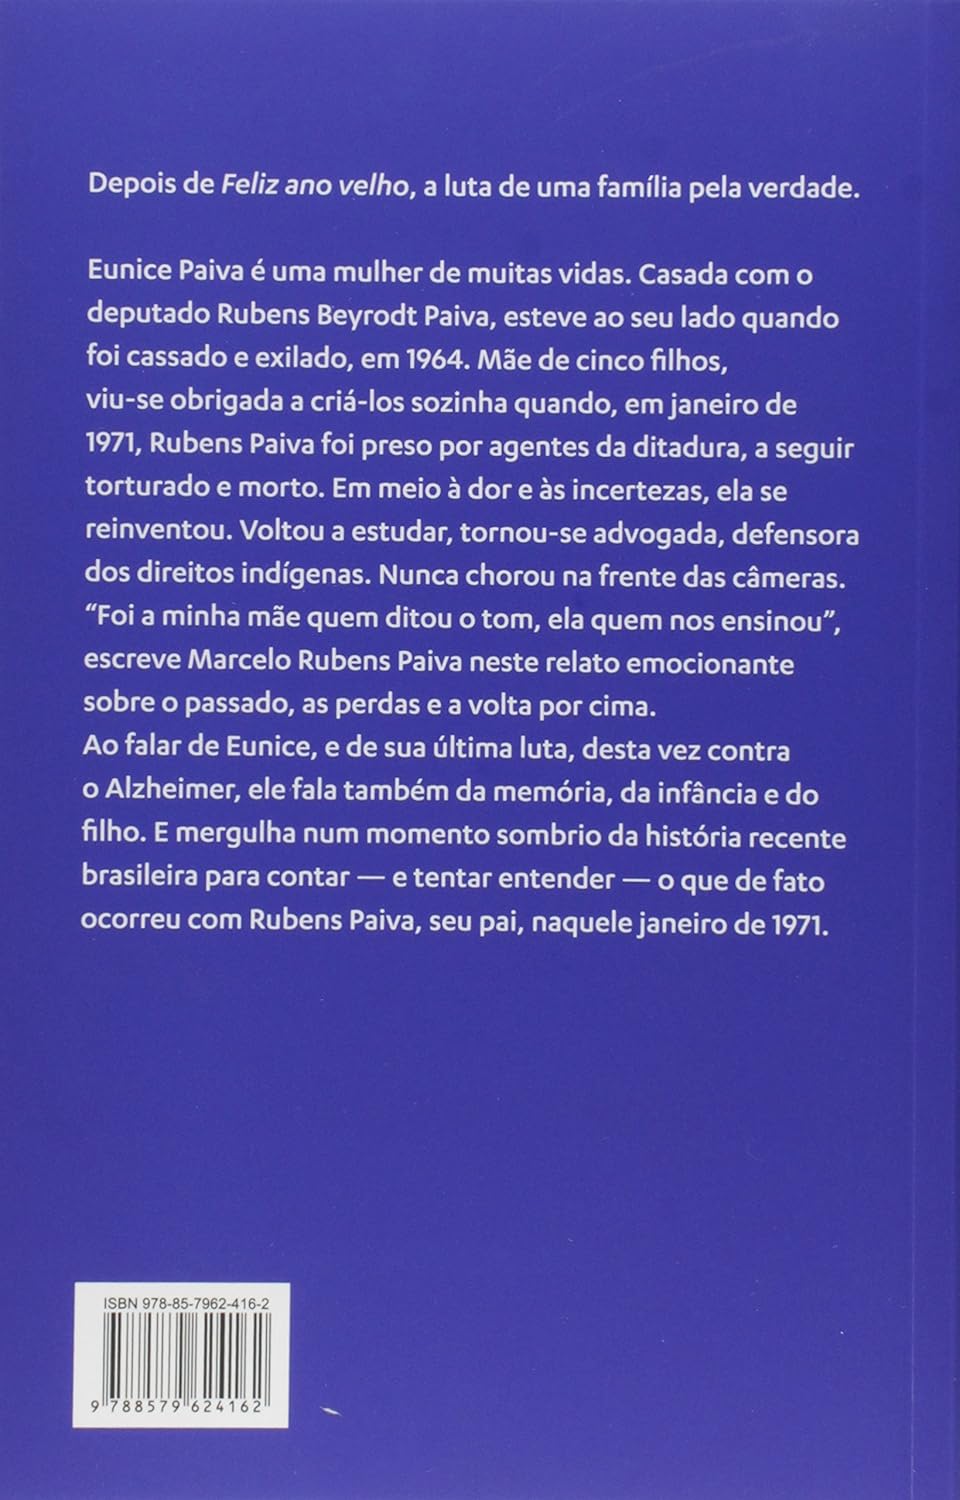 Depois de Feliz ano velho, a luta de uma família pela verdade.
Eunice Paiva é uma mulher de muitas vidas. Casada com o
deputado Rubens Beyrodt Paiva, esteve ao seu lado quando
foi cassado e exilado, em 1964. Mãe de cinco filhos,
viu-se obrigada a criá-los sozinha quando, em janeiro de
1971, Rubens Paiva foi preso por agentes da ditadura, a seguir
torturado e morto. Em meio à dor e às incertezas, ela se
reinventou. Voltou a estudar, tornou-se advogada, defensora
dos direitos indígenas. Nunca chorou na frente das câmeras.
“Foi a minha mãe quem ditou o tom, ela quem nos ensinou”,
escreve Marcelo Rubens Paiva neste relato emocionante
sobre o passado, as perdas e a volta por cima.
Ao falar de Eunice, e de sua última luta, desta vez contra
o Alzheimer, ele fala também da memória, da infância e do
filho. E mergulha num momento sombrio da história recente
brasileira para contar — e tentar entender — o que de fato
ocorreu com Rubens Paiva, seu pai, naquele janeiro de 1971.
ISBN 978-85-7962-416-2
9 788579 624162